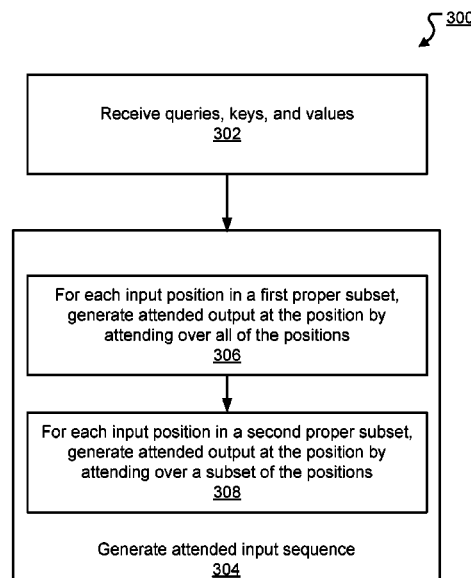 300
Receive queries, keys, and values
302
For each input position in a first proper subset,
generate attended output at the position by
attending over all of the positions
306
For each input position in a second proper subset,
generate attended output at the position by
attending over a subset of the positions
308
Generate attended input sequence
304